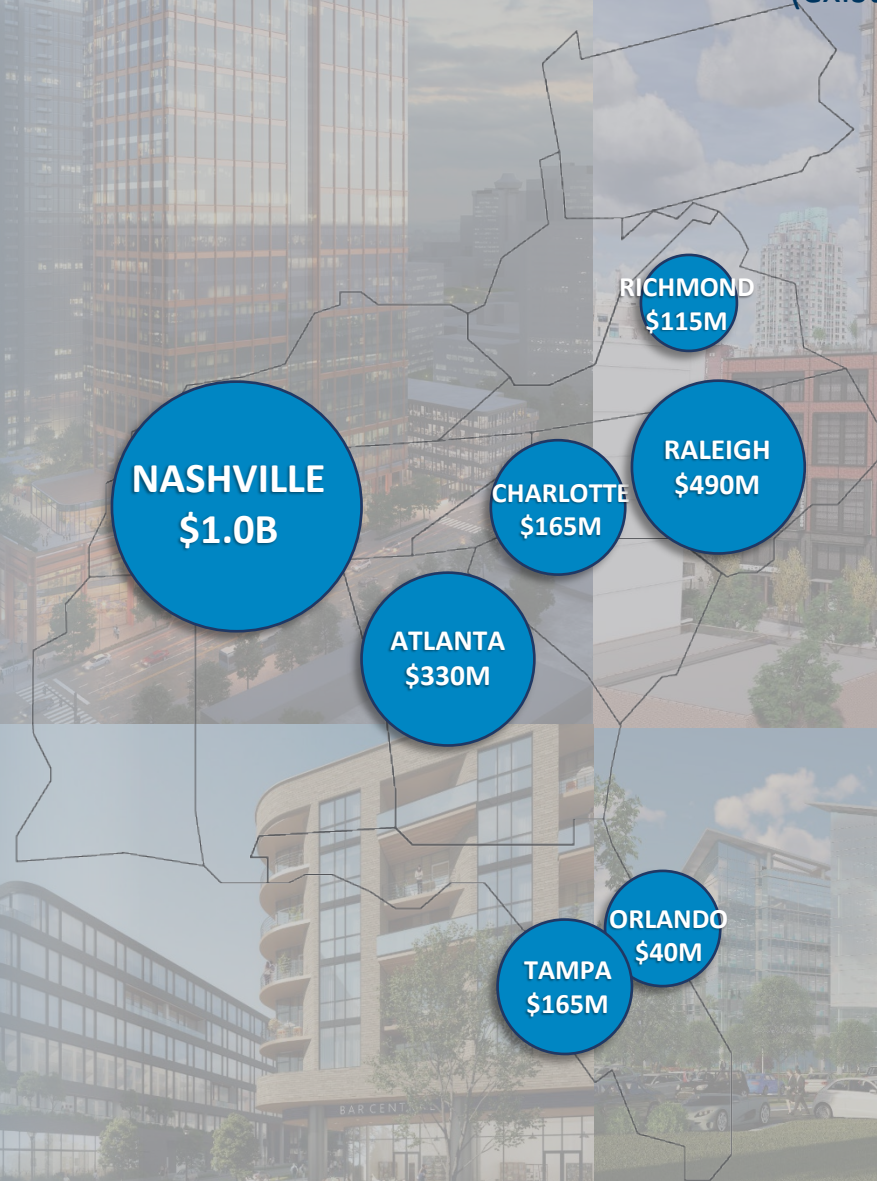 RICHMOND
$115M
RALEIGH
$490M
NASHVILLE
$1.0B
CHARLOTTE
$165M
ATLANTA
$330M
ORLANDO
$40M
TAMPA
$165M